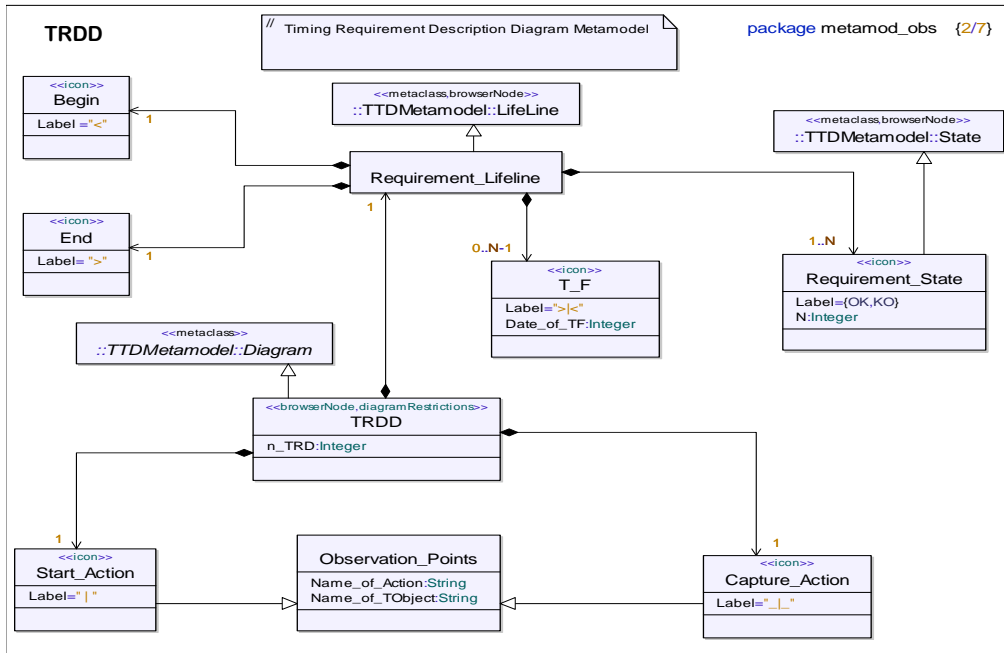 TRDD
// Timing Requirement Description Diagram Metamodel
package metamod_obs {2/7}
<<icon>>
Begin
Label ="<"
1
<<metaclass,browserNode>>
::TTDMetamodel::LifeLine
<<metaclass,browserNode>>
::TTDMetamodel::State
Requirement_Lifeline
1
<<icon>>
End
Label= ">"
1
0..N-1
1..N
<<icon>>
T_F
Label=">|<"
Date_of_TF:Integer
<<icon>>
Requirement_State
Label={OK,KO}
N:Integer
<<metaclass>>
::TTDMetamodel::Diagram
<<browserNode,diagramRestrictions>>
TRDD
n_TRD:Integer
1
1
<<icon>>
Start_Action
Label="|"
Observation_Points
Name_of_Action:String
Name_of_TObject:String
<<icon>>
Capture_Action
Label="_|_"